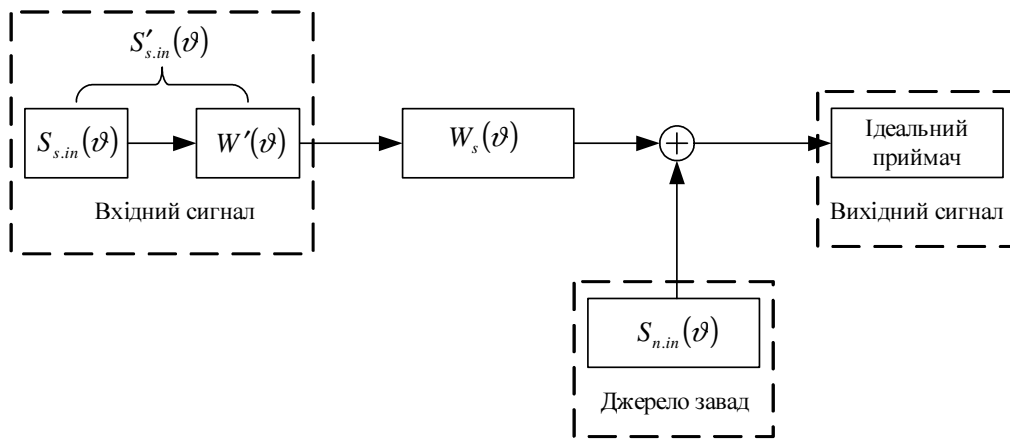 S′ₛ.ᵢₙ(ϑ)
Sₛ.ᵢₙ(ϑ)
W′(ϑ)
Wₛ(ϑ)
+
Ідеальний
приймач
Вхідний сигнал
Вихідний сигнал
Sₙ.ᵢₙ(ϑ)
Джерело завад